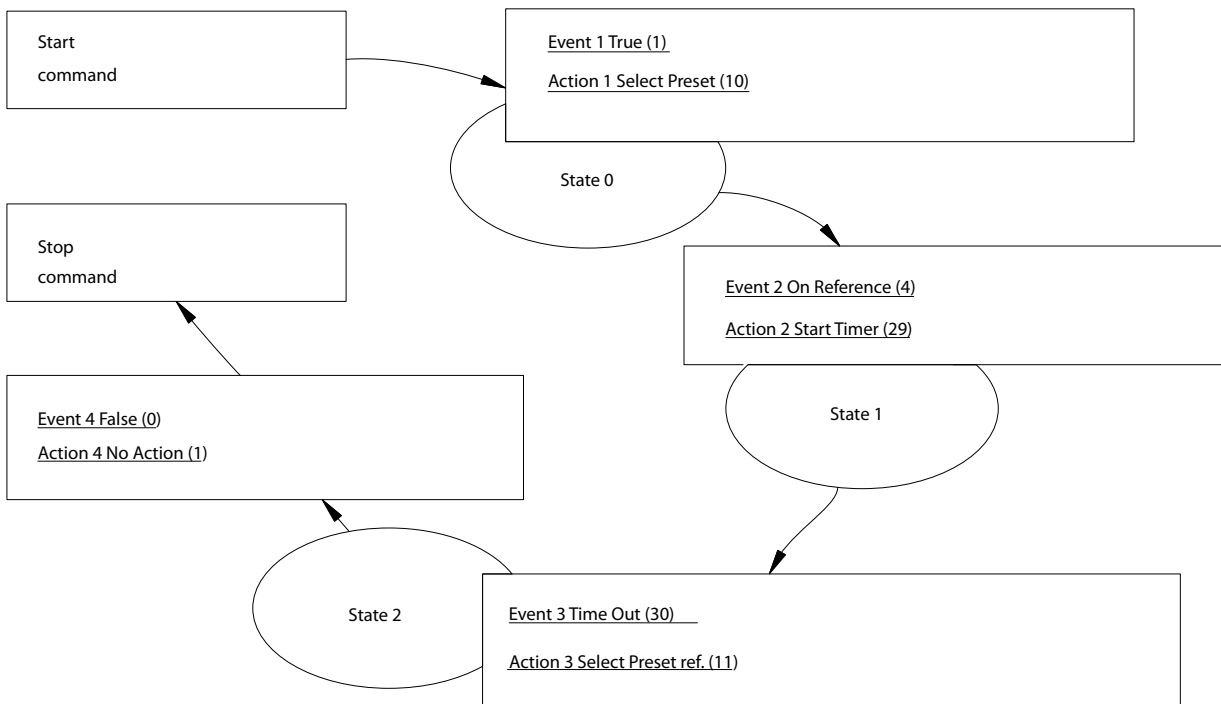 Start
command
Event 1 True (1)
Action 1 Select Preset (10)
State 0
Stop
command
Event 2 On Reference (4)
Action 2 Start Timer (29)
State 1
Event 4 False (0)
Action 4 No Action (1)
State 2
Event 3 Time Out (30)
Action 3 Select Preset ref. (11)